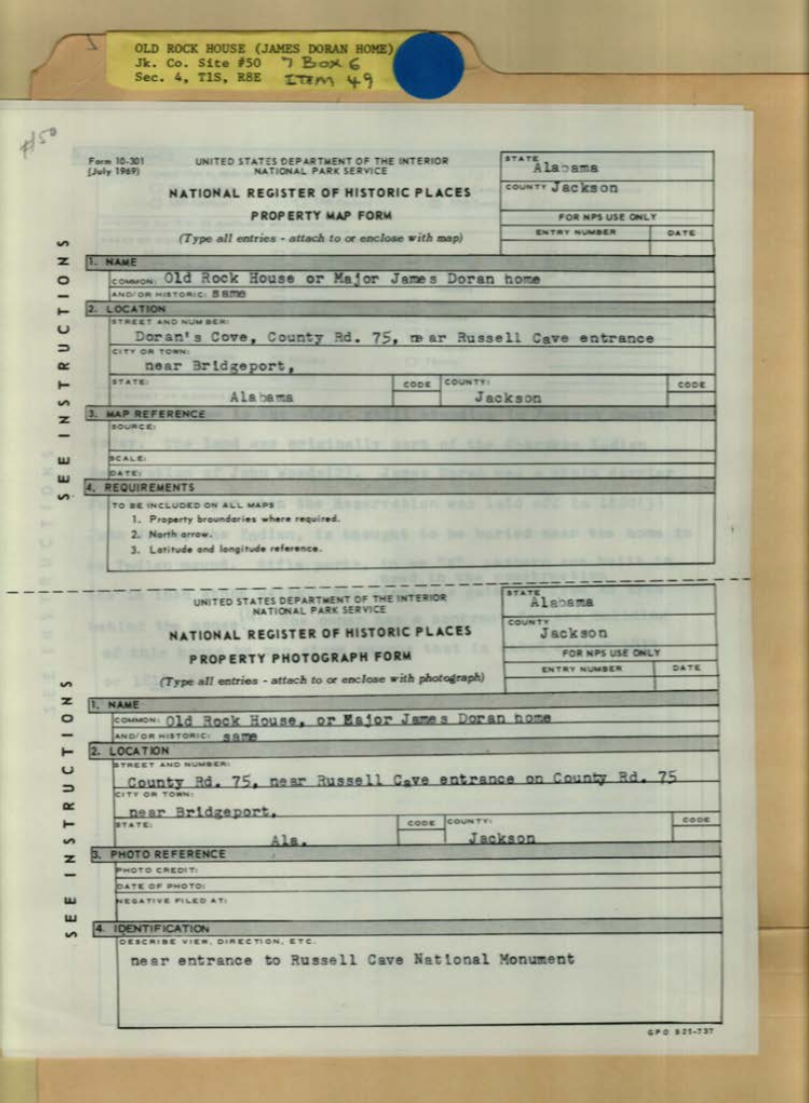 OLD ROCK HOUSE (JAMES DORAN HOME)
Jk. Co. Site #50 7 Box 6
Sec. 4, T1S, R8E ITEM 49
#50
Form 10-301
(July 1969)
UNITED STATES DEPARTMENT OF THE INTERIOR
NATIONAL PARK SERVICE
NATIONAL REGISTER OF HISTORIC PLACES
PROPERTY MAP FORM
(Type all entries - attach to or enclose with map)
STATE
Alabama
COUNTY Jackson
FOR NPS USE ONLY
ENTRY NUMBER DATE
SEE INSTRUCTIONS
1. NAME
COMMON: Old Rock House or Major James Doran home
AND/OR HISTORIC: same
2. LOCATION
STREET AND NUMBER:
Doran's Cove, County Rd. 75, near Russell Cave entrance
CITY OR TOWN:
near Bridgeport,
STATE: CODE COUNTY: CODE
Alabama Jackson
3. MAP REFERENCE
SOURCE:
SCALE:
DATE:
4. REQUIREMENTS
TO BE INCLUDED ON ALL MAPS
1. Property broundaries where required.
2. North arrow.
3. Latitude and longitude reference.
UNITED STATES DEPARTMENT OF THE INTERIOR
NATIONAL PARK SERVICE
NATIONAL REGISTER OF HISTORIC PLACES
PROPERTY PHOTOGRAPH FORM
(Type all entries - attach to or enclose with photograph)
STATE
Alabama
COUNTY
Jackson
FOR NPS USE ONLY
ENTRY NUMBER DATE
SEE INSTRUCTIONS
1. NAME
COMMON: Old Rock House, or Major James Doran home
AND/OR HISTORIC: same
2. LOCATION
STREET AND NUMBER:
County Rd. 75, near Russell Cave entrance on County Rd. 75
CITY OR TOWN:
near Bridgeport,
STATE: CODE COUNTY: CODE
Ala. Jackson
3. PHOTO REFERENCE
PHOTO CREDIT:
DATE OF PHOTO:
NEGATIVE FILED AT:
4. IDENTIFICATION
DESCRIBE VIEW, DIRECTION, ETC.
near entrance to Russell Cave National Monument
GPO 921-737